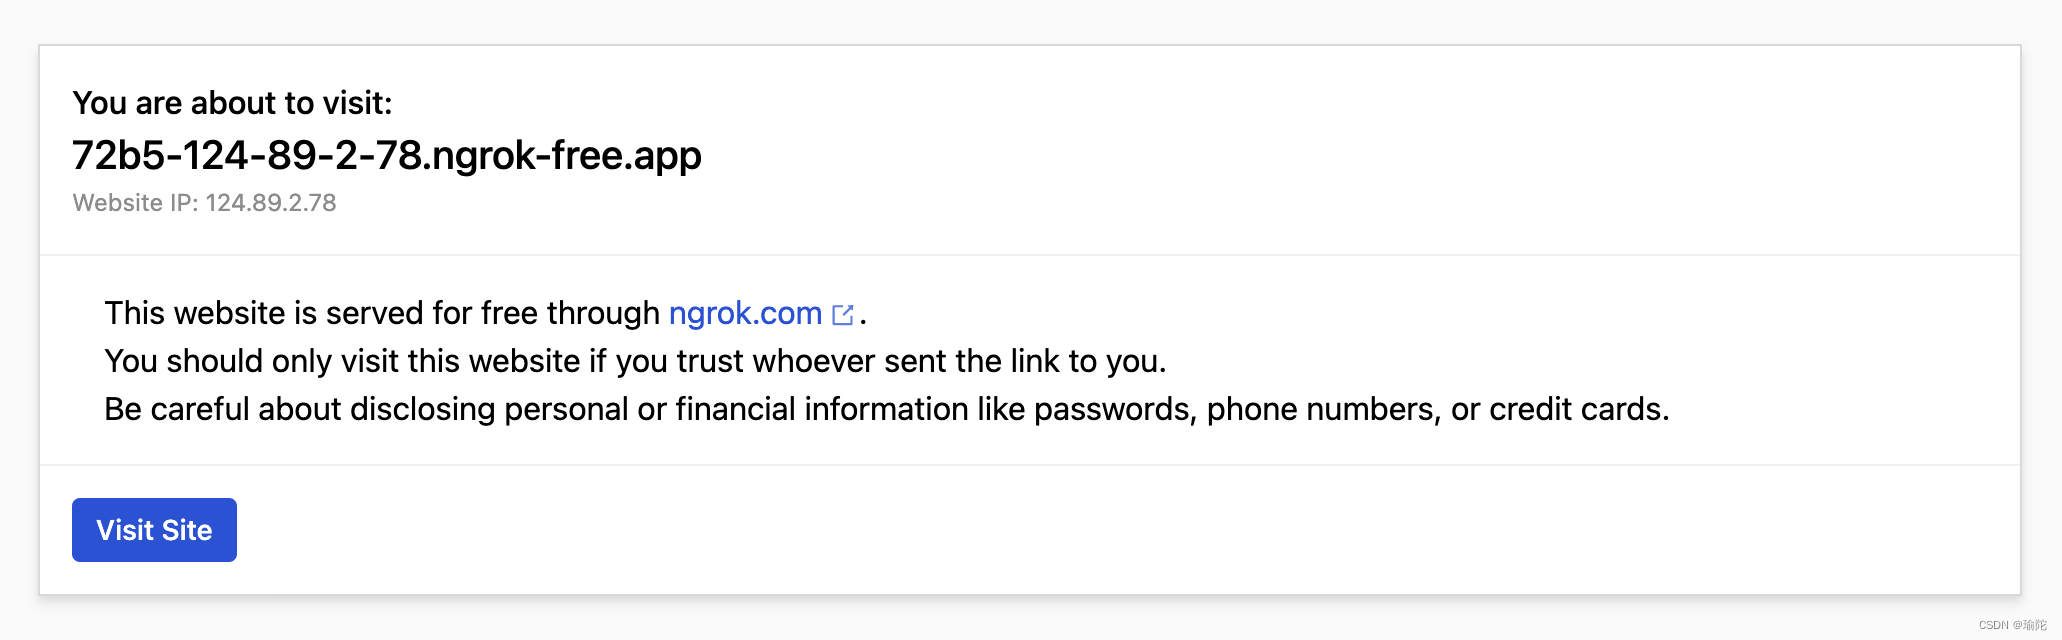 You are about to visit:
72b5-124-89-2-78.ngrok-free.app
Website IP: 124.89.2.78
This website is served for free through ngrok.com.
You should only visit this website if you trust whoever sent the link to you.
Be careful about disclosing personal or financial information like passwords, phone numbers, or credit cards.
Visit Site
CSDN @瑜陀